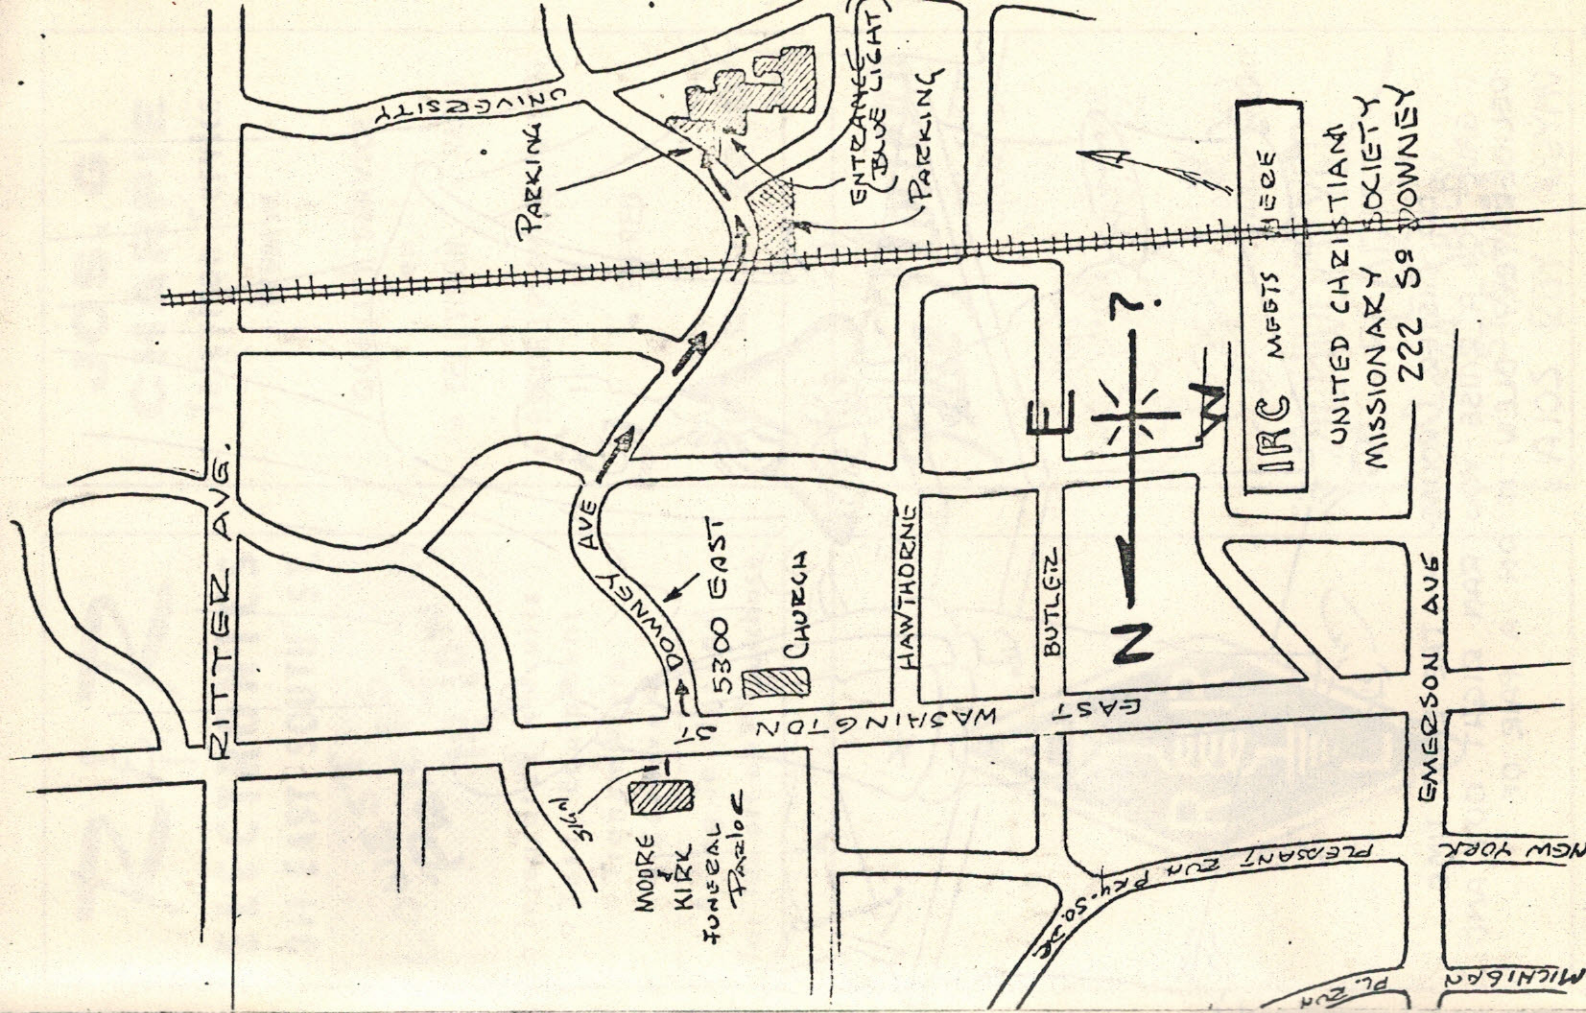 UNIVERSITY
PARKING
ENTRANCE
(BLUE LIGHT)
PARKING
IRC MEETS HERE
UNITED CHRISTIAN
MISSIONARY SOCIETY
222 So DOWNEY
RITTER AVE.
DOWNEY AVE
5300 EAST
CHURCH
HAWTHORNE
BUTLER
E
N
W
?
EAST WASHINGTON ST
SIGN
MOORE
&
KIRK
FUNERAL
PARLOR
EMERSON AVE
PLEASANT RUN PKY. SO. DR
NEW YORK
PL. RUN
MICHIGAN